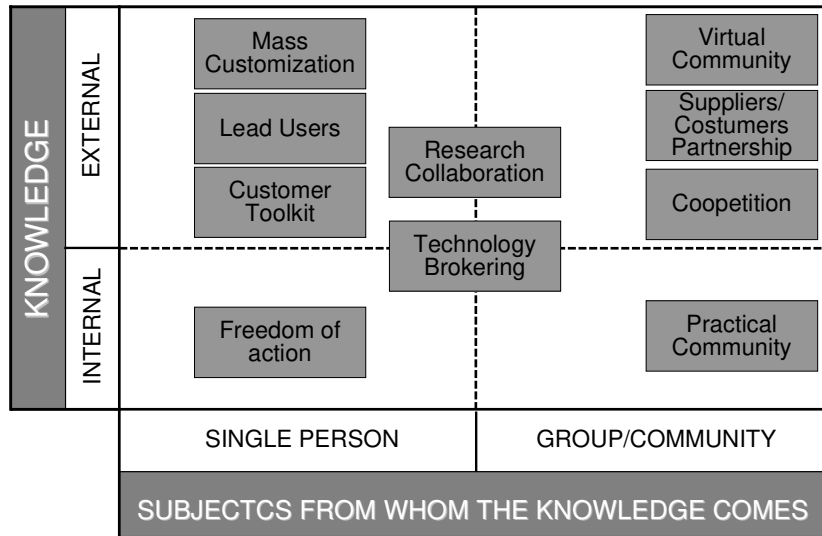 KNOWLEDGE
EXTERNAL
INTERNAL
Mass
Customization
Lead Users
Customer
Toolkit
Research
Collaboration
Technology
Brokering
Virtual
Community
Suppliers/
Costumers
Partnership
Coopetition
Freedom of
action
Practical
Community
SINGLE PERSON
GROUP/COMMUNITY
SUBJECTCS FROM WHOM THE KNOWLEDGE COMES